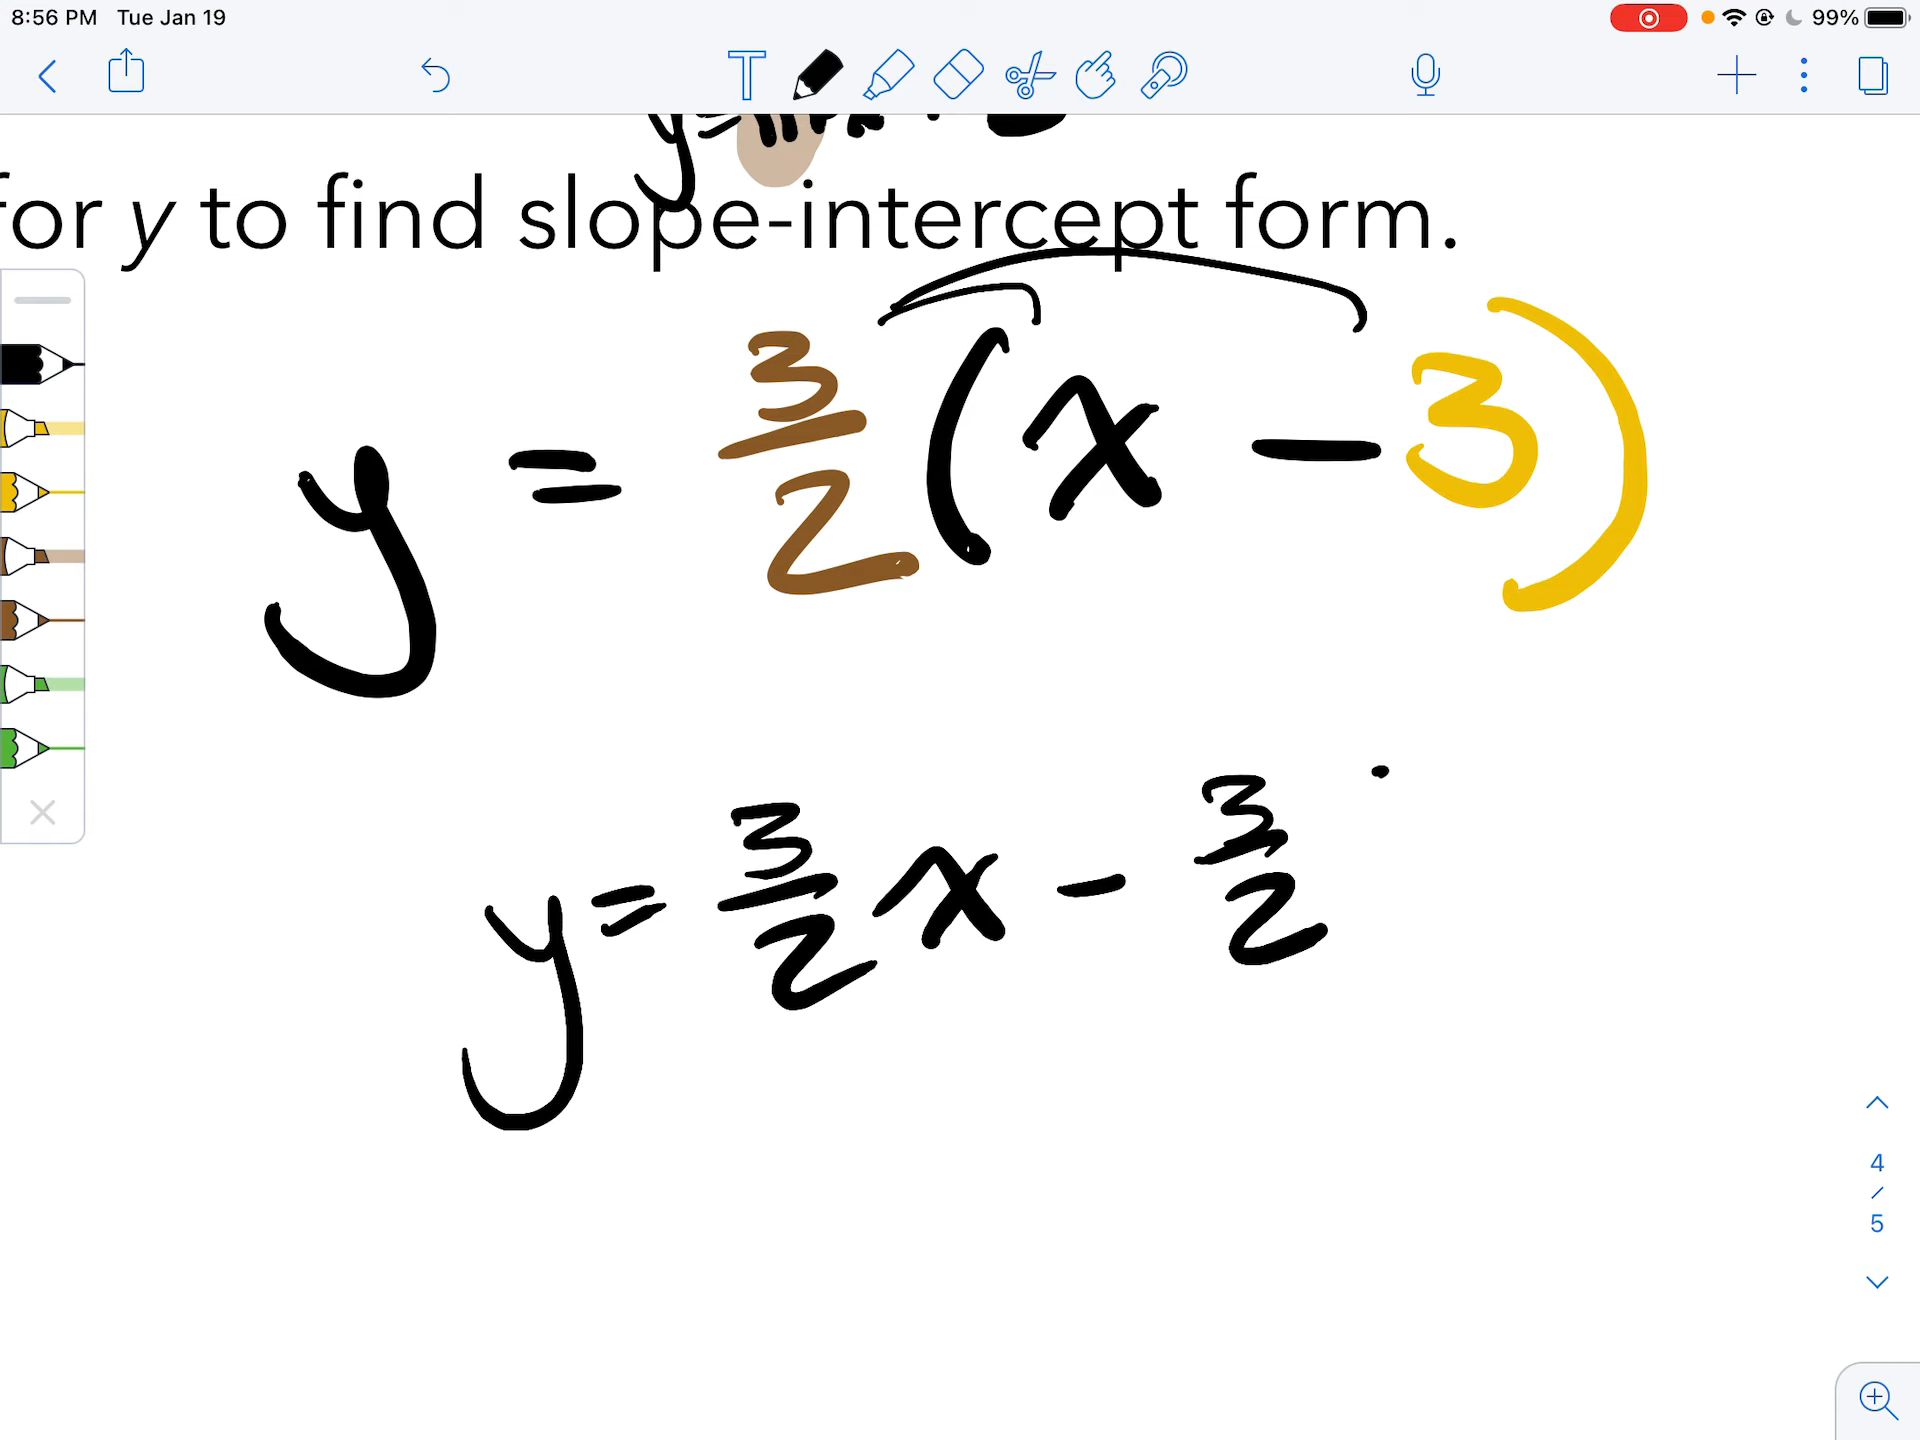 8:56 PM Tue Jan 19 99%
T
y=
for y to find slope-intercept form.
y = 3/2 (x - 3)
y = 3/2 x - 3/2 .
4
/
5